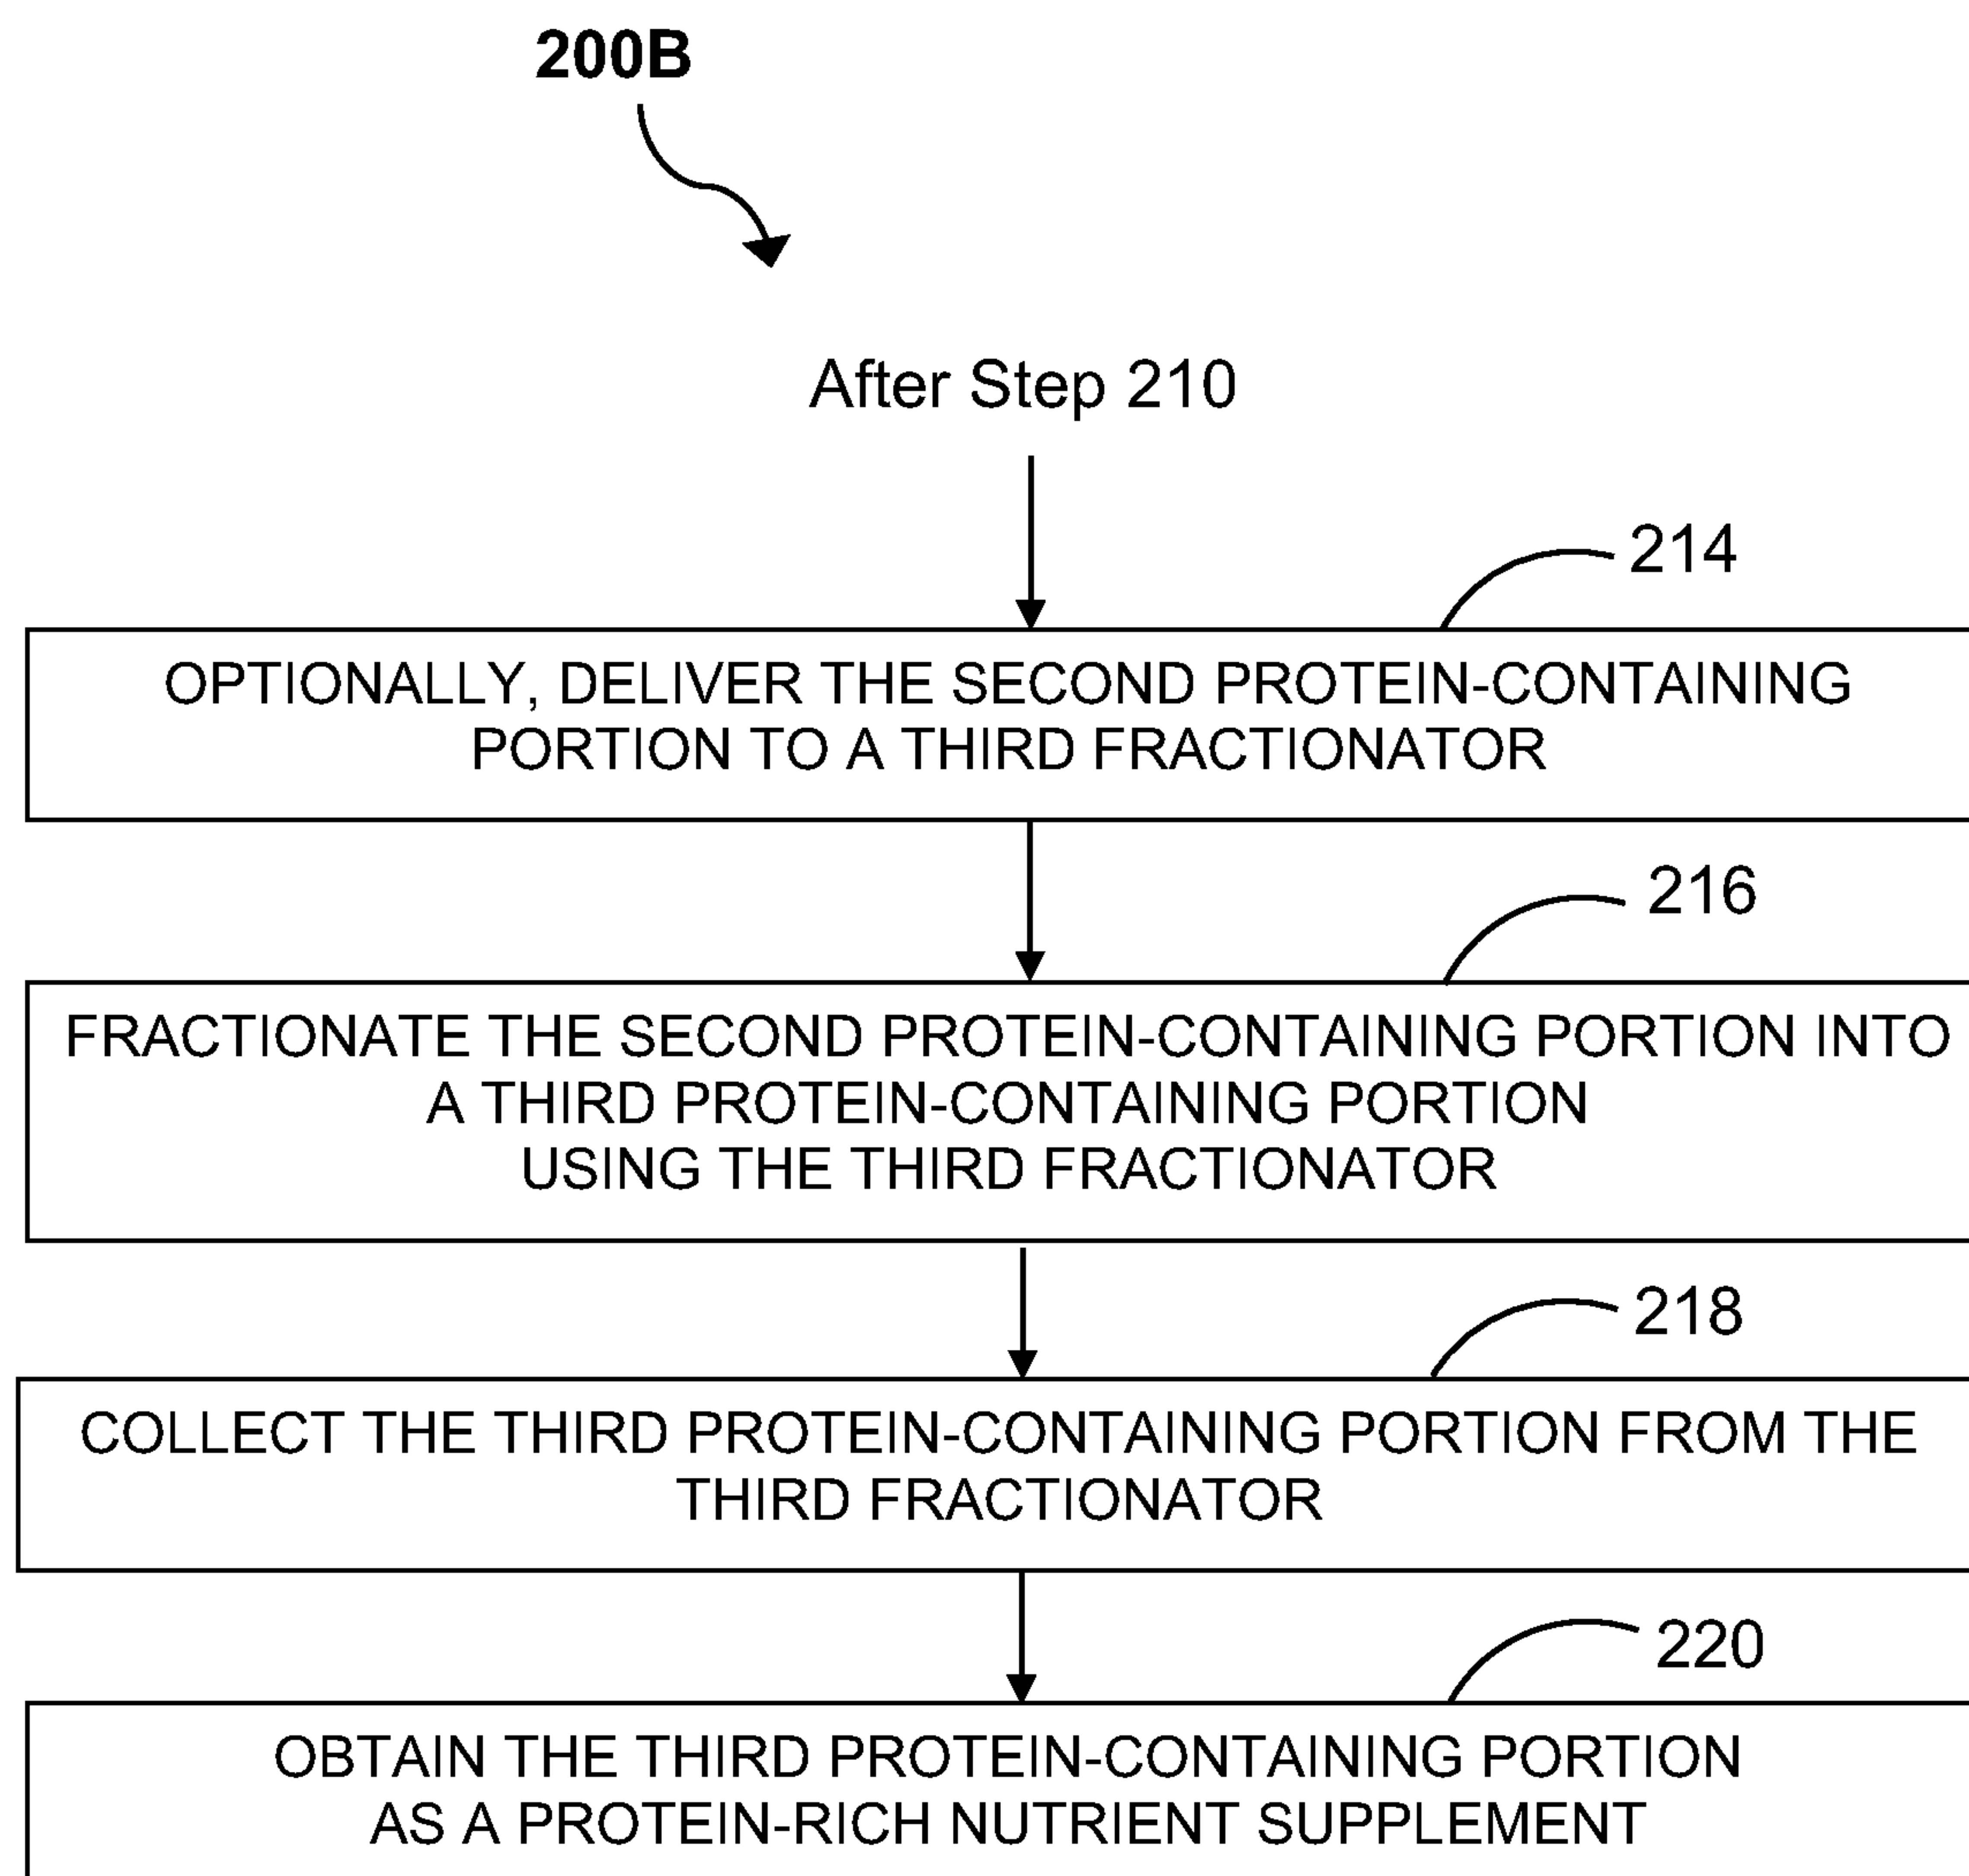 200B
After Step 210
214
OPTIONALLY, DELIVER THE SECOND PROTEIN-CONTAINING
PORTION TO A THIRD FRACTIONATOR
216
FRACTIONATE THE SECOND PROTEIN-CONTAINING PORTION INTO
A THIRD PROTEIN-CONTAINING PORTION
USING THE THIRD FRACTIONATOR
218
COLLECT THE THIRD PROTEIN-CONTAINING PORTION FROM THE
THIRD FRACTIONATOR
220
OBTAIN THE THIRD PROTEIN-CONTAINING PORTION
AS A PROTEIN-RICH NUTRIENT SUPPLEMENT